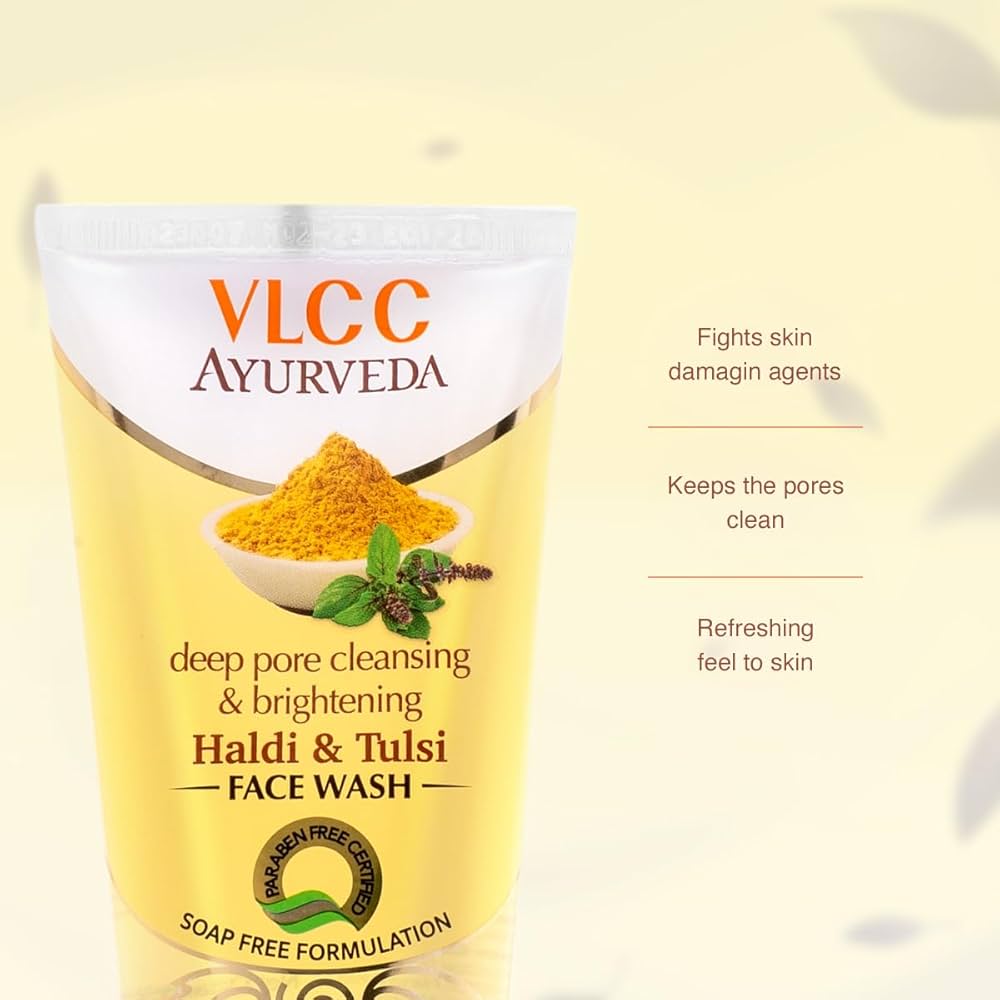 VLCC
AYURVEDA
deep pore cleansing
& brightening
Haldi & Tulsi
FACE WASH
PARABEN FREE CERTIFIED
SOAP FREE FORMULATION
Fights skin
damagin agents
Keeps the pores
clean
Refreshing
feel to skin